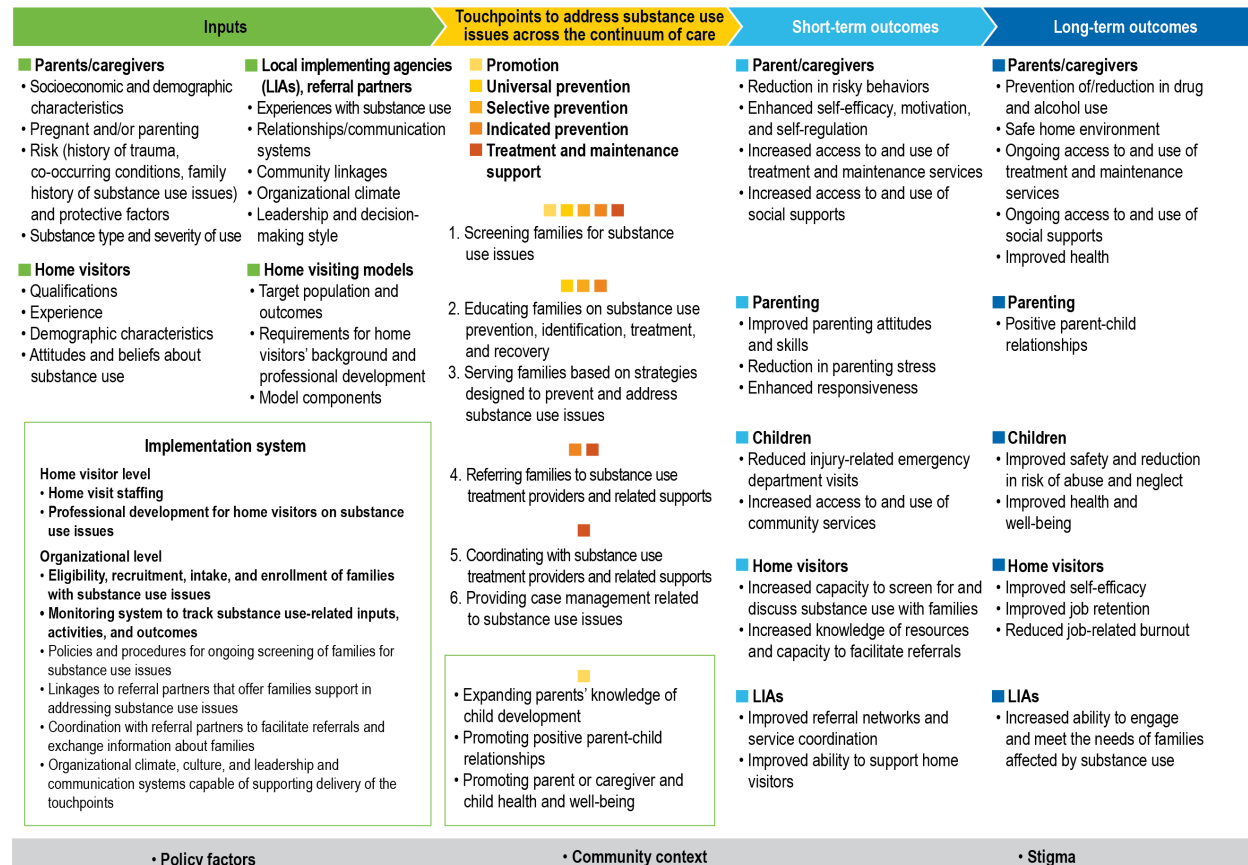 Inputs
Touchpoints to address substance use
issues across the continuum of care
Short-term outcomes
Long-term outcomes
Parents/caregivers
• Socioeconomic and demographic
characteristics
• Pregnant and/or parenting
• Risk (history of trauma,
co-occurring conditions, family
history of substance use issues)
and protective factors
• Substance type and severity of use
Local implementing agencies
(LIAs), referral partners
• Experiences with substance use
• Relationships/communication
systems
• Community linkages
• Organizational climate
• Leadership and decision-
making style
Home visitors
• Qualifications
• Experience
• Demographic characteristics
• Attitudes and beliefs about
substance use
Home visiting models
• Target population and
outcomes
• Requirements for home
visitors' background and
professional development
• Model components
Implementation system
Home visitor level
• Home visit staffing
• Professional development for home visitors on substance
use issues
Organizational level
• Eligibility, recruitment, intake, and enrollment of families
with substance use issues
• Monitoring system to track substance use-related inputs,
activities, and outcomes
• Policies and procedures for ongoing screening of families for
substance use issues
• Linkages to referral partners that offer families support in
addressing substance use issues
• Coordination with referral partners to facilitate referrals and
exchange information about families
• Organizational climate, culture, and leadership and
communication systems capable of supporting delivery of the
touchpoints
Promotion
Universal prevention
Selective prevention
Indicated prevention
Treatment and maintenance
support
1. Screening families for substance
use issues
2. Educating families on substance use
prevention, identification, treatment,
and recovery
3. Serving families based on strategies
designed to prevent and address
substance use issues
4. Referring families to substance use
treatment providers and related supports
5. Coordinating with substance use
treatment providers and related supports
6. Providing case management related
to substance use issues
• Expanding parents' knowledge of
child development
• Promoting positive parent-child
relationships
• Promoting parent or caregiver and
child health and well-being
Parent/caregivers
• Reduction in risky behaviors
• Enhanced self-efficacy, motivation,
and self-regulation
• Increased access to and use of
treatment and maintenance services
• Increased access to and use of
social supports
Parenting
• Improved parenting attitudes
and skills
• Reduction in parenting stress
• Enhanced responsiveness
Children
• Reduced injury-related emergency
department visits
• Increased access to and use of
community services
Home visitors
• Increased capacity to screen for and
discuss substance use with families
• Increased knowledge of resources
and capacity to facilitate referrals
LIAs
• Improved referral networks and
service coordination
• Improved ability to support home
visitors
Parents/caregivers
• Prevention of/reduction in drug
and alcohol use
• Safe home environment
• Ongoing access to and use of
treatment and maintenance
services
• Ongoing access to and use of
social supports
• Improved health
Parenting
• Positive parent-child
relationships
Children
• Improved safety and reduction
in risk of abuse and neglect
• Improved health and
well-being
Home visitors
• Improved self-efficacy
• Improved job retention
• Reduced job-related burnout
LIAs
• Increased ability to engage
and meet the needs of families
affected by substance use
• Policy factors
• Community context
• Stigma